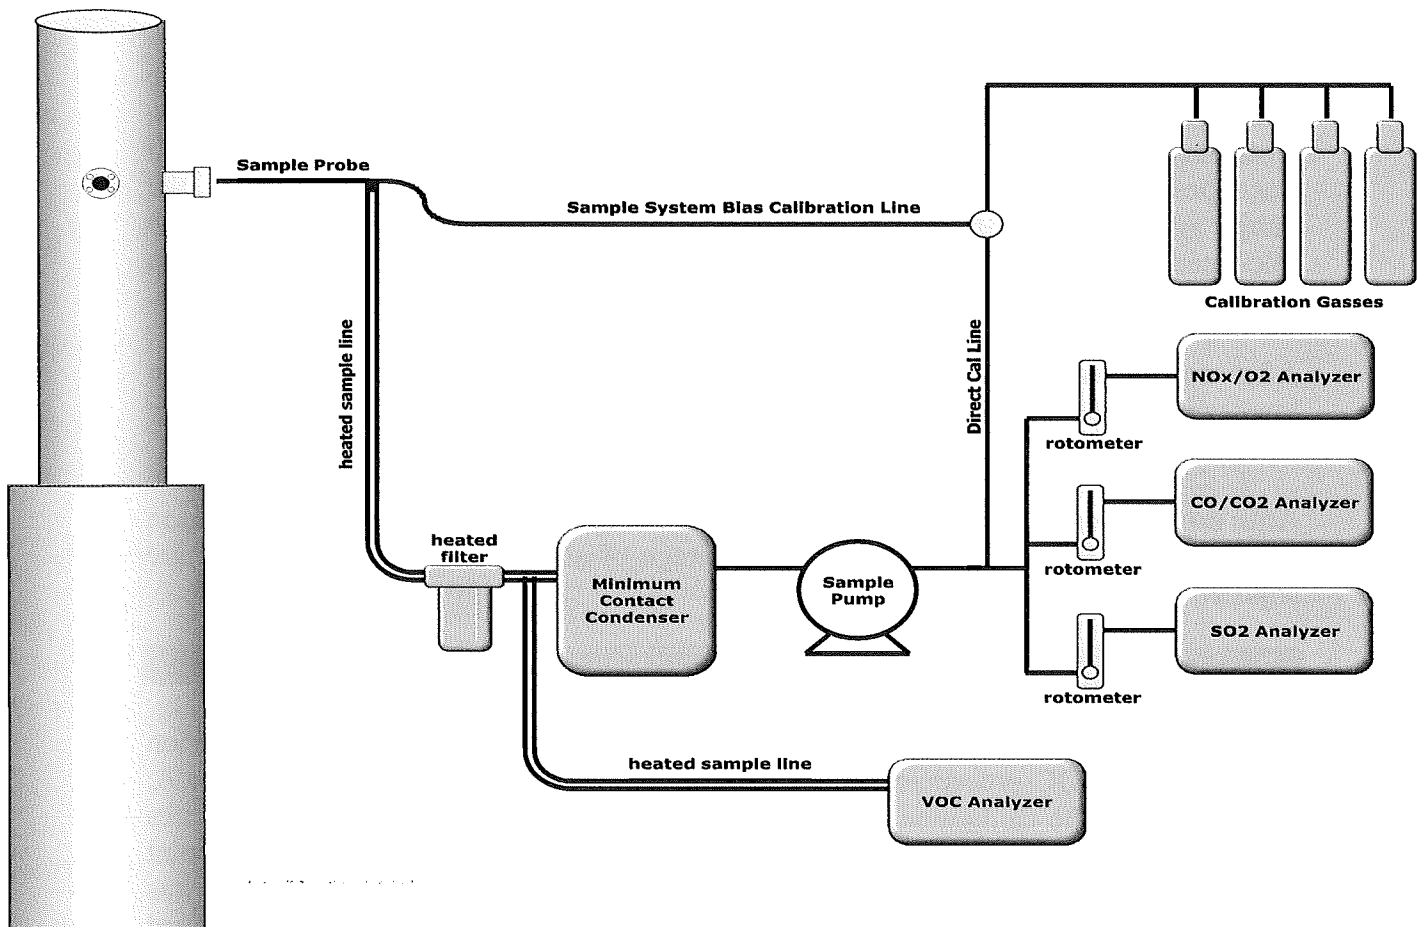 Sample Probe
Sample System Bias Calibration Line
Calibration Gasses
heated sample line
Direct Cal Line
NOx/O2 Analyzer
rotometer
CO/CO2 Analyzer
rotometer
heated
filter
Minimum
Contact
Condenser
Sample
Pump
SO2 Analyzer
rotometer
heated sample line
VOC Analyzer